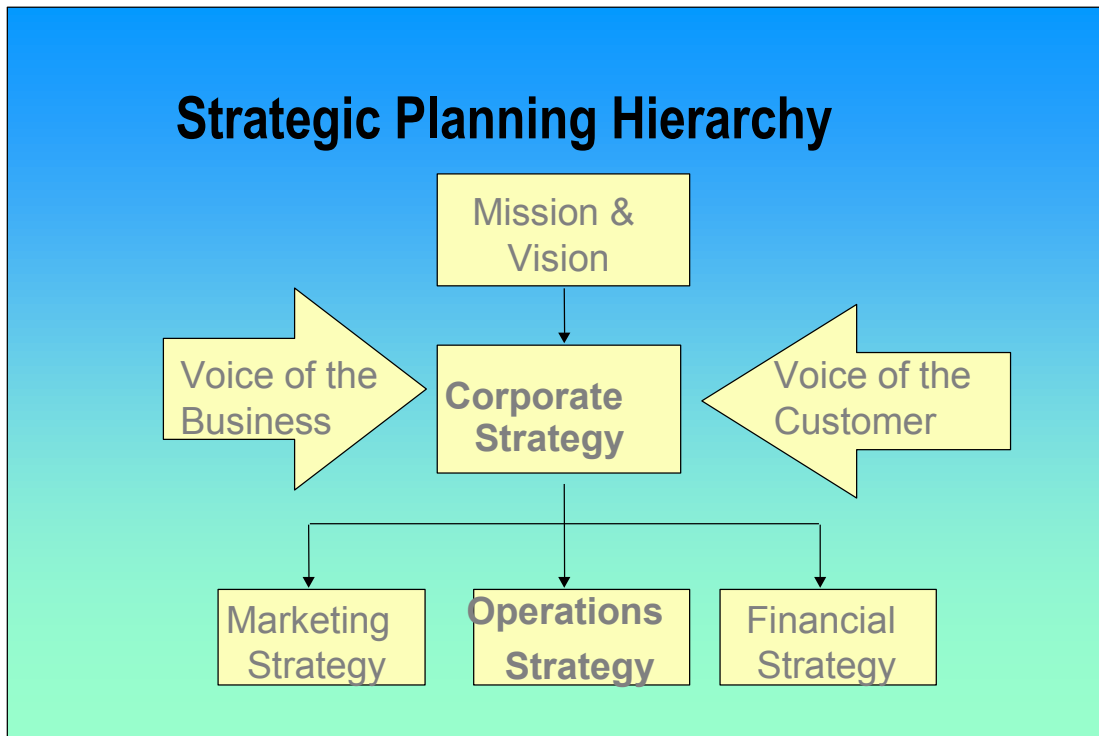 Strategic Planning Hierarchy
Mission &
Vision
Voice of the
Business
Corporate
Strategy
Voice of the
Customer
Marketing
Strategy
Operations
Strategy
Financial
Strategy